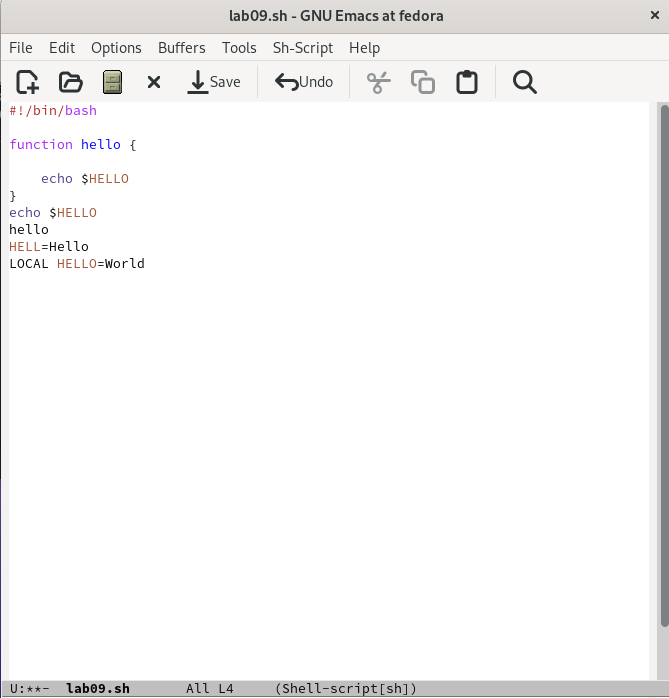 lab09.sh - GNU Emacs at fedora
File Edit Options Buffers Tools Sh-Script Help
Save Undo
#!/bin/bash
function hello {
    echo $HELLO
}
echo $HELLO
hello
HELL=Hello
LOCAL HELLO=World
U:**- lab09.sh All L4 (Shell-script[sh])